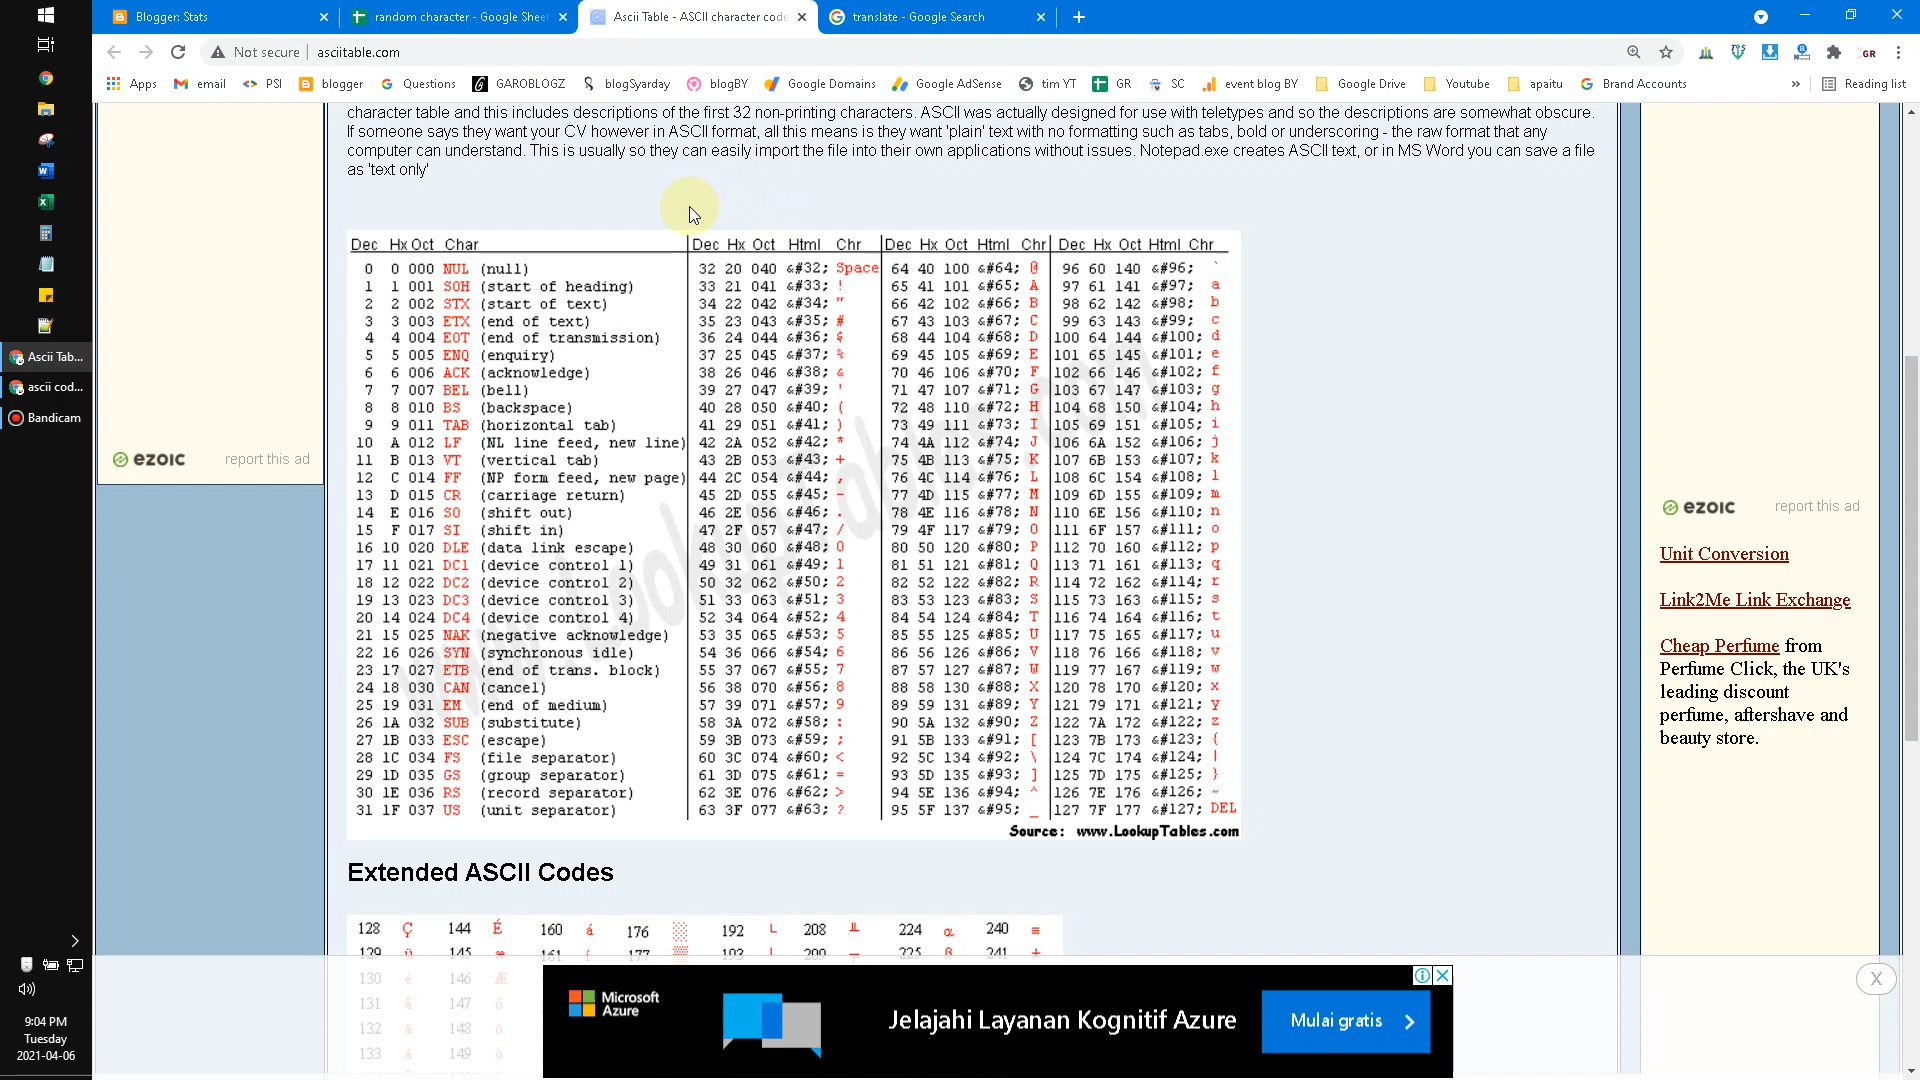 Blogger: Stats
random character - Google Shee
Ascii Table - ASCII character code
translate - Google Search
Not secure
asciitable.com
GR
Apps
email
PSI
blogger
Questions
GAROBLOGZ
blogSyarday
blogBY
Google Domains
Google AdSense
tim YT
GR
SC
event blog BY
Google Drive
Youtube
apaitu
Brand Accounts
»
Reading list
character table and this includes descriptions of the first 32 non-printing characters. ASCII was actually designed for use with teletypes and so the descriptions are somewhat obscure.
If someone says they want your CV however in ASCII format, all this means is they want 'plain' text with no formatting such as tabs, bold or underscoring - the raw format that any
computer can understand. This is usually so they can easily import the file into their own applications without issues. Notepad.exe creates ASCII text, or in MS Word you can save a file
as 'text only'
Dec Hx Oct Char Dec Hx Oct Html Chr Dec Hx Oct Html Chr Dec Hx Oct Html Chr
0 0 000 NUL (null) 32 20 040 &#32; Space 64 40 100 &#64; @ 96 60 140 &#96; `
1 1 001 SOH (start of heading) 33 21 041 &#33; ! 65 41 101 &#65; A 97 61 141 &#97; a
2 2 002 STX (start of text) 34 22 042 &#34; " 66 42 102 &#66; B 98 62 142 &#98; b
3 3 003 ETX (end of text) 35 23 043 &#35; # 67 43 103 &#67; C 99 63 143 &#99; c
4 4 004 EOT (end of transmission) 36 24 044 &#36; $ 68 44 104 &#68; D 100 64 144 &#100; d
5 5 005 ENQ (enquiry) 37 25 045 &#37; % 69 45 105 &#69; E 101 65 145 &#101; e
6 6 006 ACK (acknowledge) 38 26 046 &#38; & 70 46 106 &#70; F 102 66 146 &#102; f
7 7 007 BEL (bell) 39 27 047 &#39; ' 71 47 107 &#71; G 103 67 147 &#103; g
8 8 010 BS (backspace) 40 28 050 &#40; ( 72 48 110 &#72; H 104 68 150 &#104; h
9 9 011 TAB (horizontal tab) 41 29 051 &#41; ) 73 49 111 &#73; I 105 69 151 &#105; i
10 A 012 LF (NL line feed, new line) 42 2A 052 &#42; * 74 4A 112 &#74; J 106 6A 152 &#106; j
11 B 013 VT (vertical tab) 43 2B 053 &#43; + 75 4B 113 &#75; K 107 6B 153 &#107; k
12 C 014 FF (NP form feed, new page) 44 2C 054 &#44; , 76 4C 114 &#76; L 108 6C 154 &#108; l
13 D 015 CR (carriage return) 45 2D 055 &#45; - 77 4D 115 &#77; M 109 6D 155 &#109; m
14 E 016 SO (shift out) 46 2E 056 &#46; . 78 4E 116 &#78; N 110 6E 156 &#110; n
15 F 017 SI (shift in) 47 2F 057 &#47; / 79 4F 117 &#79; O 111 6F 157 &#111; o
16 10 020 DLE (data link escape) 48 30 060 &#48; 0 80 50 120 &#80; P 112 70 160 &#112; p
17 11 021 DC1 (device control 1) 49 31 061 &#49; 1 81 51 121 &#81; Q 113 71 161 &#113; q
18 12 022 DC2 (device control 2) 50 32 062 &#50; 2 82 52 122 &#82; R 114 72 162 &#114; r
19 13 023 DC3 (device control 3) 51 33 063 &#51; 3 83 53 123 &#83; S 115 73 163 &#115; s
20 14 024 DC4 (device control 4) 52 34 064 &#52; 4 84 54 124 &#84; T 116 74 164 &#116; t
21 15 025 NAK (negative acknowledge) 53 35 065 &#53; 5 85 55 125 &#85; U 117 75 165 &#117; u
22 16 026 SYN (synchronous idle) 54 36 066 &#54; 6 86 56 126 &#86; V 118 76 166 &#118; v
23 17 027 ETB (end of trans. block) 55 37 067 &#55; 7 87 57 127 &#87; W 119 77 167 &#119; w
24 18 030 CAN (cancel) 56 38 070 &#56; 8 88 58 130 &#88; X 120 78 170 &#120; x
25 19 031 EM (end of medium) 57 39 071 &#57; 9 89 59 131 &#89; Y 121 79 171 &#121; y
26 1A 032 SUB (substitute) 58 3A 072 &#58; : 90 5A 132 &#90; Z 122 7A 172 &#122; z
27 1B 033 ESC (escape) 59 3B 073 &#59; ; 91 5B 133 &#91; [ 123 7B 173 &#123; {
28 1C 034 FS (file separator) 60 3C 074 &#60; < 92 5C 134 &#92; \ 124 7C 174 &#124; |
29 1D 035 GS (group separator) 61 3D 075 &#61; = 93 5D 135 &#93; ] 125 7D 175 &#125; }
30 1E 036 RS (record separator) 62 3E 076 &#62; > 94 5E 136 &#94; ^ 126 7E 176 &#126; ~
31 1F 037 US (unit separator) 63 3F 077 &#63; ? 95 5F 137 &#95; _ 127 7F 177 &#127; DEL
www.LookupTables.com
Source: www.LookupTables.com
Extended ASCII Codes
128 Ç 144 É 160 á 176 ░ 192 └ 208 ╨ 224 α 240 ≡
129 ü 145 æ 161 í 177 ▒ 193 ┴ 209 ╤ 225 ß 241 ±
130 é 146 Æ
131 â 147 ô
132 ä 148 ö
133 à 149 ò
ezoic
report this ad
ezoic
report this ad
Unit Conversion
Link2Me Link Exchange
Cheap Perfume from
Perfume Click, the UK's
leading discount
perfume, aftershave and
beauty store.
Microsoft
Azure
Jelajahi Layanan Kognitif Azure
Mulai gratis
X
Ascii Tab...
ascii cod...
Bandicam
9:04 PM
Tuesday
2021-04-06